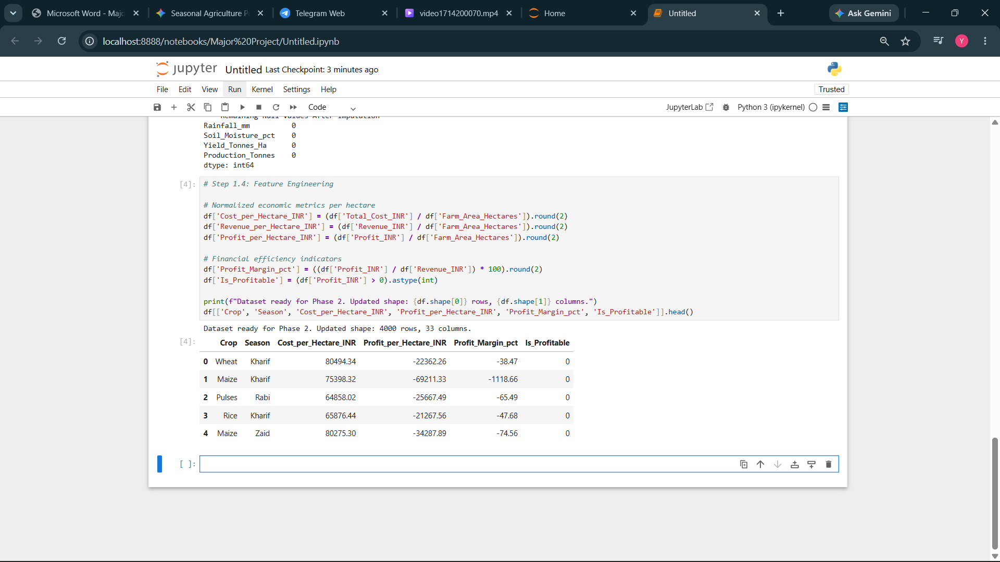 Microsoft Word - Majo
Seasonal Agriculture P
Telegram Web
video1714200070.mp4
Home
Untitled
Ask Gemini
localhost:8888/notebooks/Major%20Project/Untitled.ipynb
Y
jupyter Untitled Last Checkpoint: 3 minutes ago
File Edit View Run Kernel Settings Help
Trusted
Code
JupyterLab
Python 3 (ipykernel)
Remaining Null Values After Imputation
Rainfall_mm 0
Soil_Moisture_pct 0
Yield_Tonnes_Ha 0
Production_Tonnes 0
dtype: int64
[4]:
# Step 1.4: Feature Engineering
# Normalized economic metrics per hectare
df['Cost_per_Hectare_INR'] = (df['Total_Cost_INR'] / df['Farm_Area_Hectares']).round(2)
df['Revenue_per_Hectare_INR'] = (df['Revenue_INR'] / df['Farm_Area_Hectares']).round(2)
df['Profit_per_Hectare_INR'] = (df['Profit_INR'] / df['Farm_Area_Hectares']).round(2)
# Financial efficiency indicators
df['Profit_Margin_pct'] = ((df['Profit_INR'] / df['Revenue_INR']) * 100).round(2)
df['Is_Profitable'] = (df['Profit_INR'] > 0).astype(int)
print(f"Dataset ready for Phase 2. Updated shape: {df.shape[0]} rows, {df.shape[1]} columns.")
df[['Crop', 'Season', 'Cost_per_Hectare_INR', 'Profit_per_Hectare_INR', 'Profit_Margin_pct', 'Is_Profitable']].head()
Dataset ready for Phase 2. Updated shape: 4000 rows, 33 columns.
[4]:
Crop Season Cost_per_Hectare_INR Profit_per_Hectare_INR Profit_Margin_pct Is_Profitable
0 Wheat Kharif 80494.34 -22362.26 -38.47 0
1 Maize Kharif 75398.32 -69211.33 -1118.66 0
2 Pulses Rabi 64858.02 -25667.49 -65.49 0
3 Rice Kharif 65876.44 -21267.56 -47.68 0
4 Maize Zaid 80275.30 -34287.89 -74.56 0
[ ]: